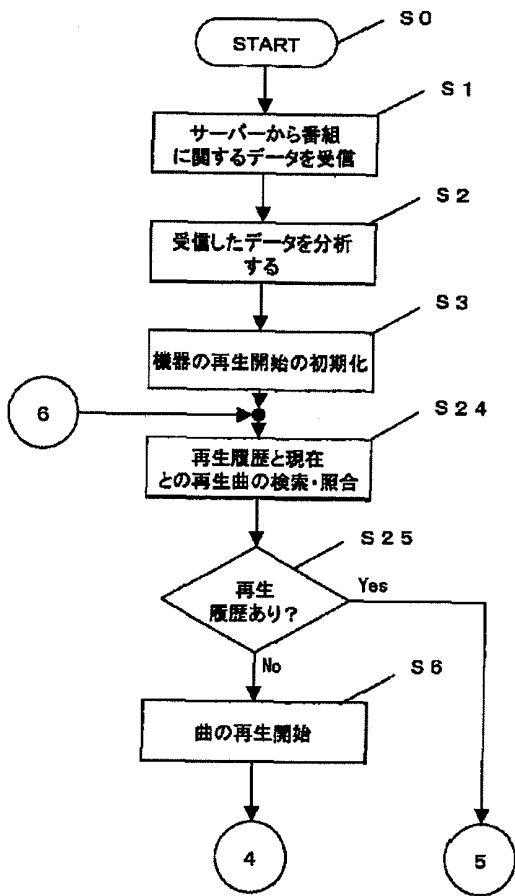 S0
START
S1
サーバーから番組
に関するデータを受信
S2
受信したデータを分析
する
S3
機器の再生開始の初期化
6
S24
再生履歴と現在
との再生曲の検索・照合
S25
再生
履歴あり?
Yes
No
S6
曲の再生開始
4
5